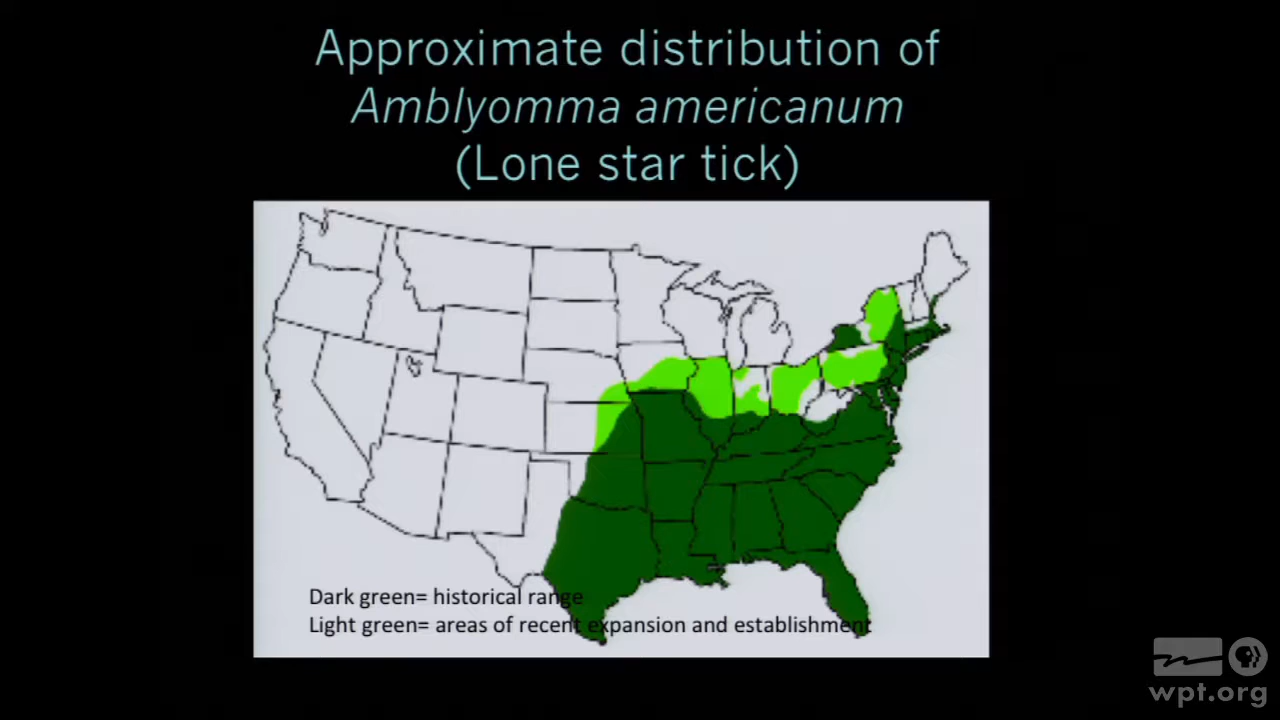 Approximate distribution of
Amblyomma americanum
(Lone star tick)
Dark green= historical range
Light green= areas of recent expansion and establishment
PBS
wpt.org